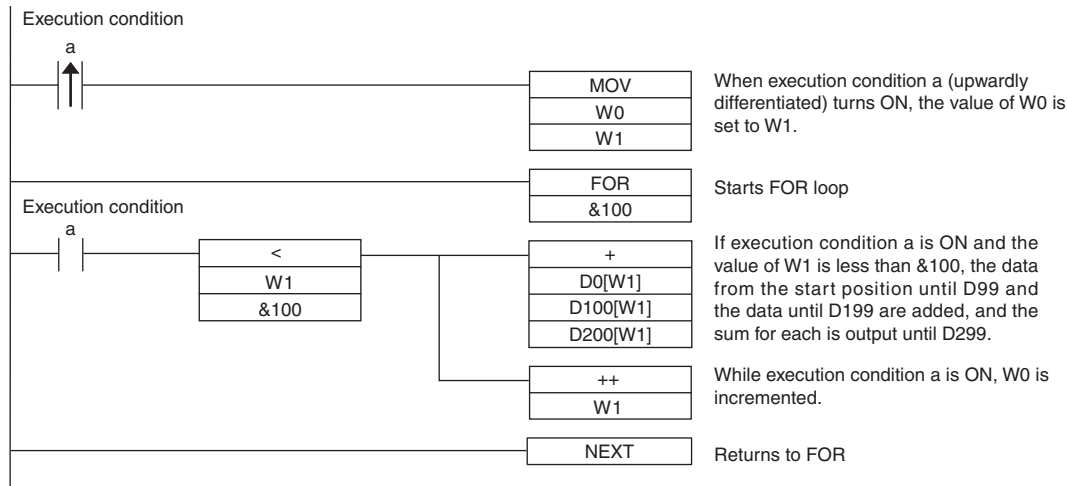 Execution condition
a
MOV
W0
W1
When execution condition a (upwardly
differentiated) turns ON, the value of W0 is
set to W1.
FOR
&100
Starts FOR loop
Execution condition
a
<
W1
&100
+
D0[W1]
D100[W1]
D200[W1]
If execution condition a is ON and the
value of W1 is less than &100, the data
from the start position until D99 and
the data until D199 are added, and the
sum for each is output until D299.
++
W1
While execution condition a is ON, W0 is
incremented.
NEXT
Returns to FOR